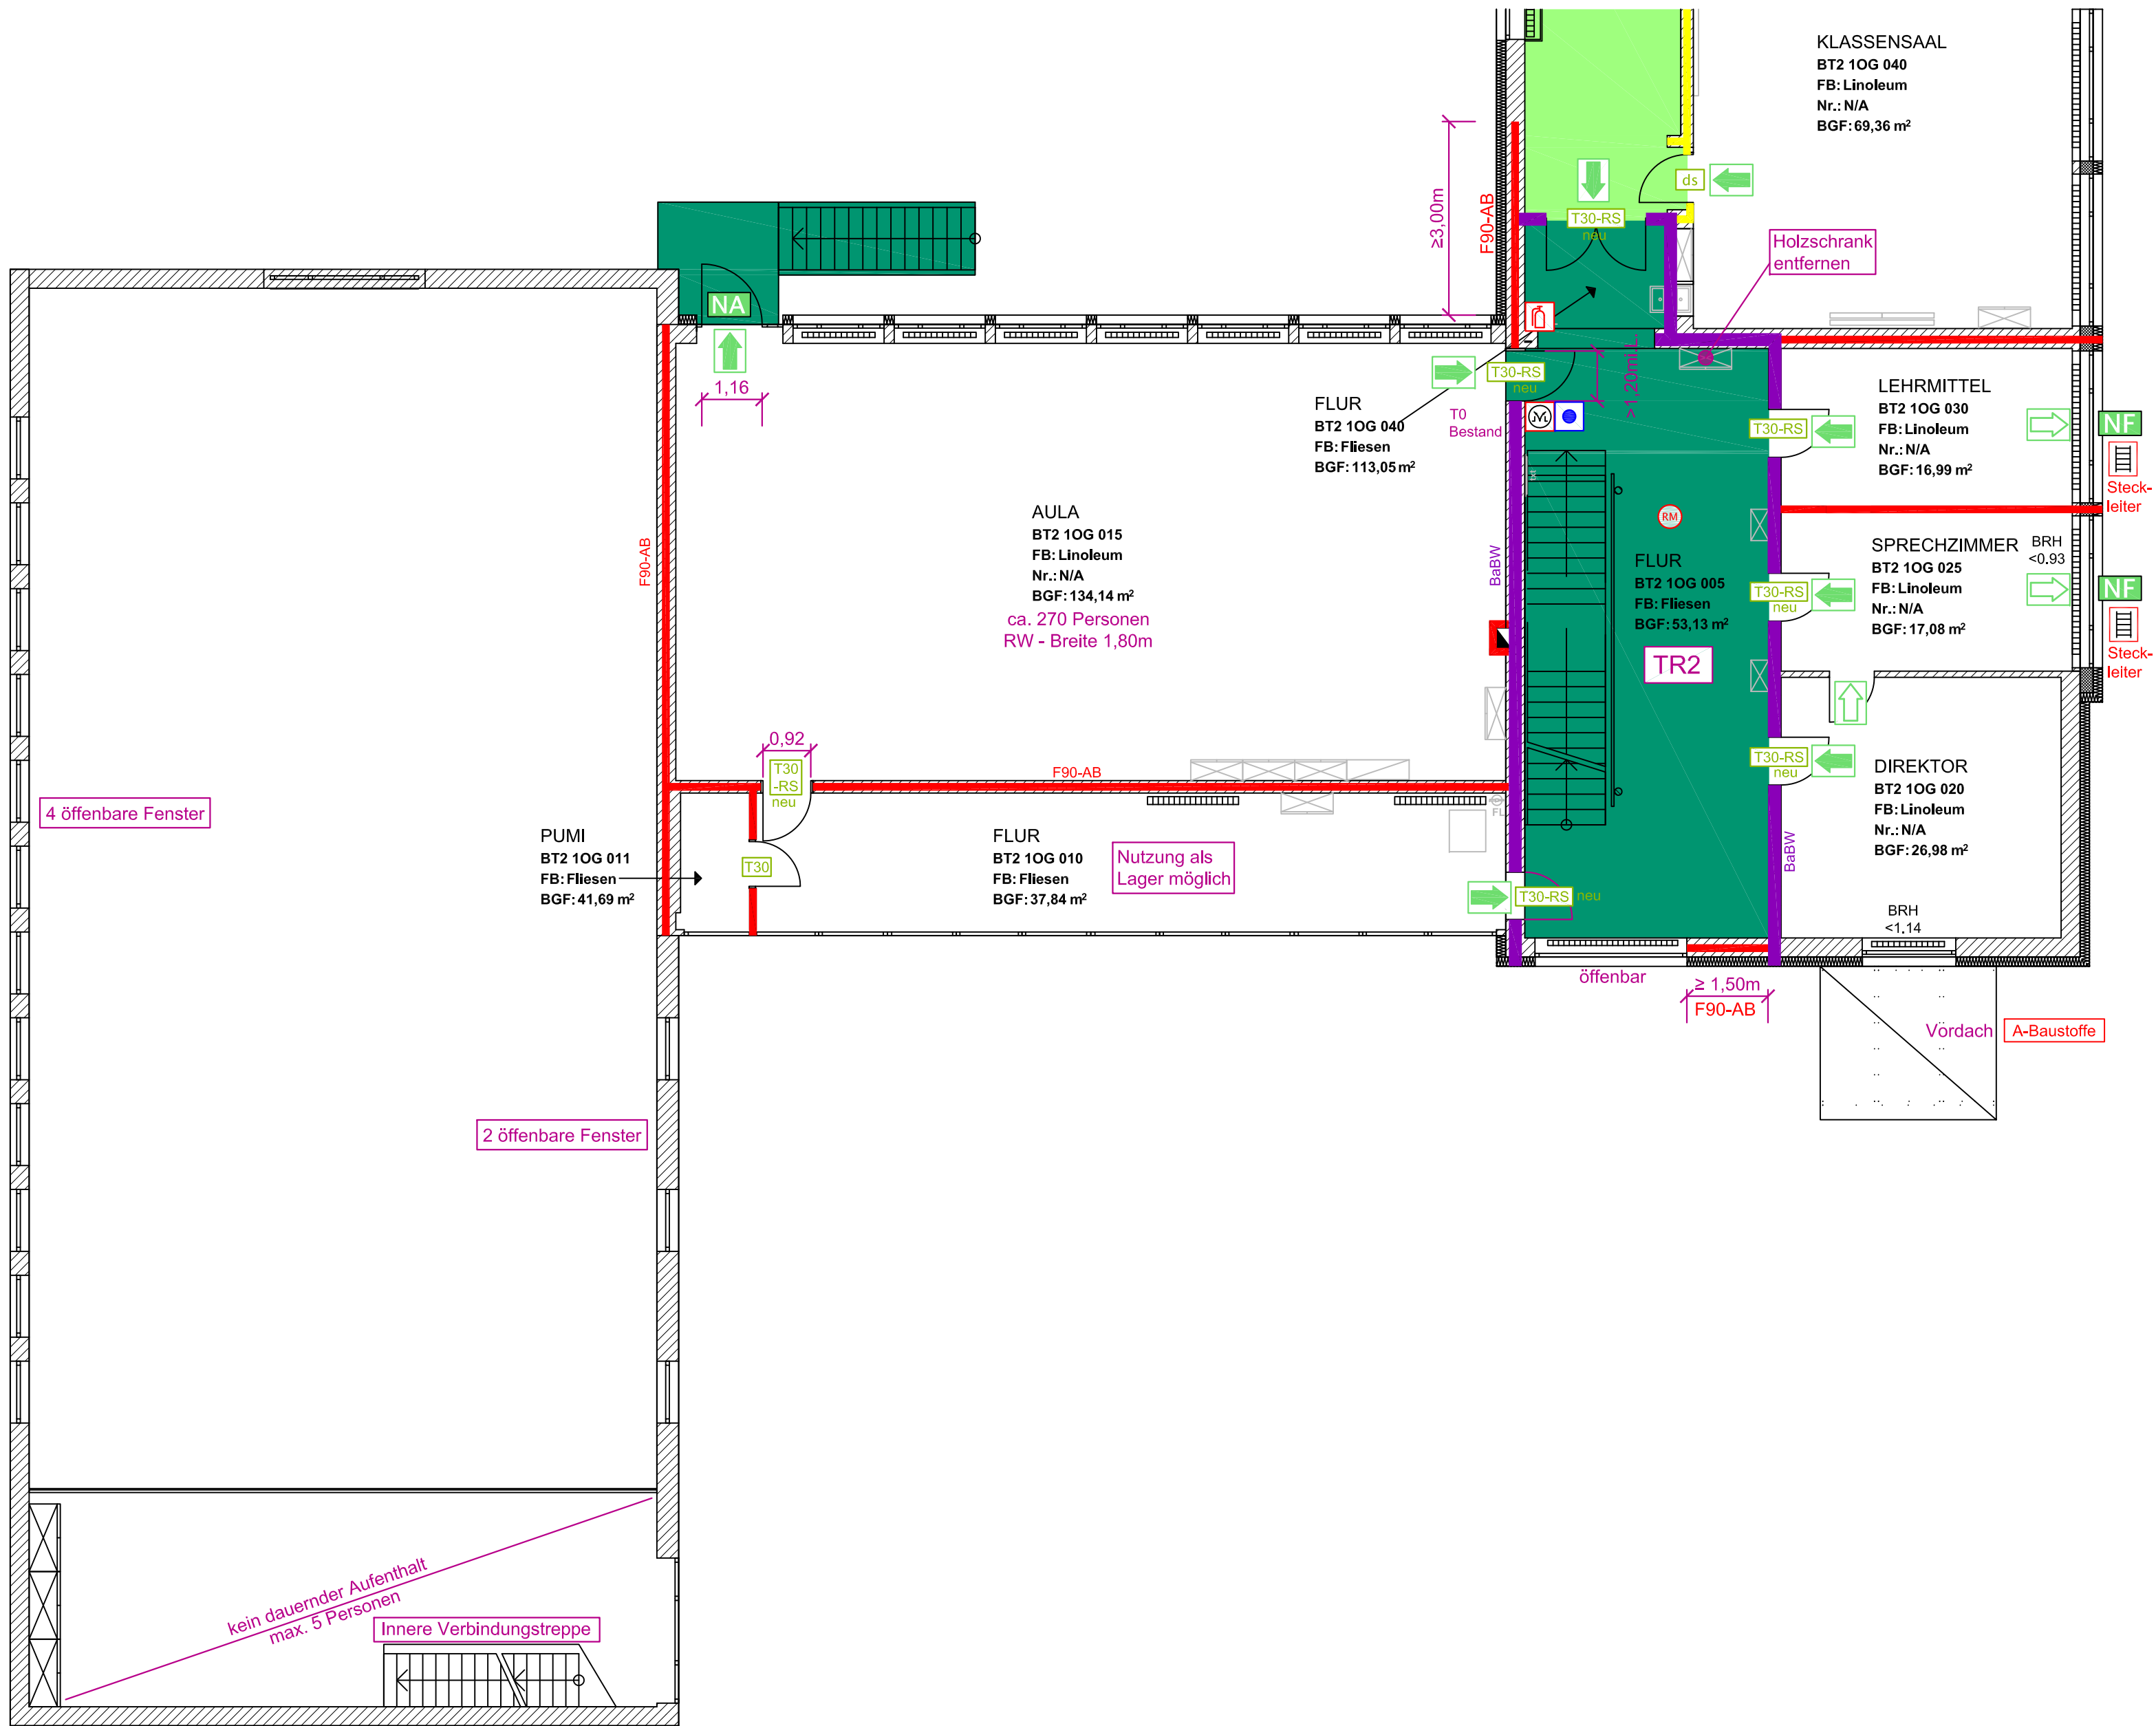 KLASSENSAAL
BT2 1OG 040
FB: Linoleum
Nr.: N/A
BGF: 69,36 m²
≥3,00m
F90-AB
ds
T30-RS
neu
Holzschrank
entfernen
NA
1,16
T30-RS
neu
>1,20mi.L.
FLUR
BT2 1OG 040
FB: Fliesen
BGF: 113,05 m²
T0
Bestand
LEHRMITTEL
BT2 1OG 030
FB: Linoleum
Nr.: N/A
BGF: 16,99 m²
T30-RS
NF
Steck-
leiter
AULA
BT2 1OG 015
FB: Linoleum
Nr.: N/A
BGF: 134,14 m²
ca. 270 Personen
RW - Breite 1,80m
F90-AB
BaBW
RM
FLUR
BT2 1OG 005
FB: Fliesen
BGF: 53,13 m²
TR2
SPRECHZIMMER
BT2 1OG 025
FB: Linoleum
Nr.: N/A
BGF: 17,08 m²
BRH
<0.93
T30-RS
neu
NF
Steck-
leiter
0,92
T30
-RS
neu
F90-AB
T30-RS
neu
DIREKTOR
BT2 1OG 020
FB: Linoleum
Nr.: N/A
BGF: 26,98 m²
BaBW
BRH
<1.14
4 öffenbare Fenster
PUMI
BT2 1OG 011
FB: Fliesen
BGF: 41,69 m²
T30
FLUR
BT2 1OG 010
FB: Fliesen
BGF: 37,84 m²
Nutzung als
Lager möglich
FL
T30-RS neu
öffenbar
≥ 1,50m
F90-AB
Vordach
A-Baustoffe
2 öffenbare Fenster
kein dauernder Aufenthalt
max. 5 Personen
Innere Verbindungstreppe